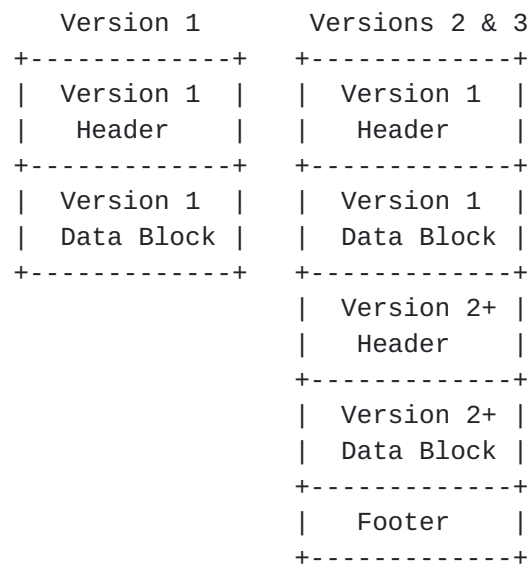 Version 1       Versions 2 & 3
+-------------+   +-------------+
|  Version 1  |   |  Version 1  |
|   Header    |   |   Header    |
+-------------+   +-------------+
|  Version 1  |   |  Version 1  |
|  Data Block |   |  Data Block |
+-------------+   +-------------+
                  |  Version 2+ |
                  |   Header    |
                  +-------------+
                  |  Version 2+ |
                  |  Data Block |
                  +-------------+
                  |   Footer    |
                  +-------------+